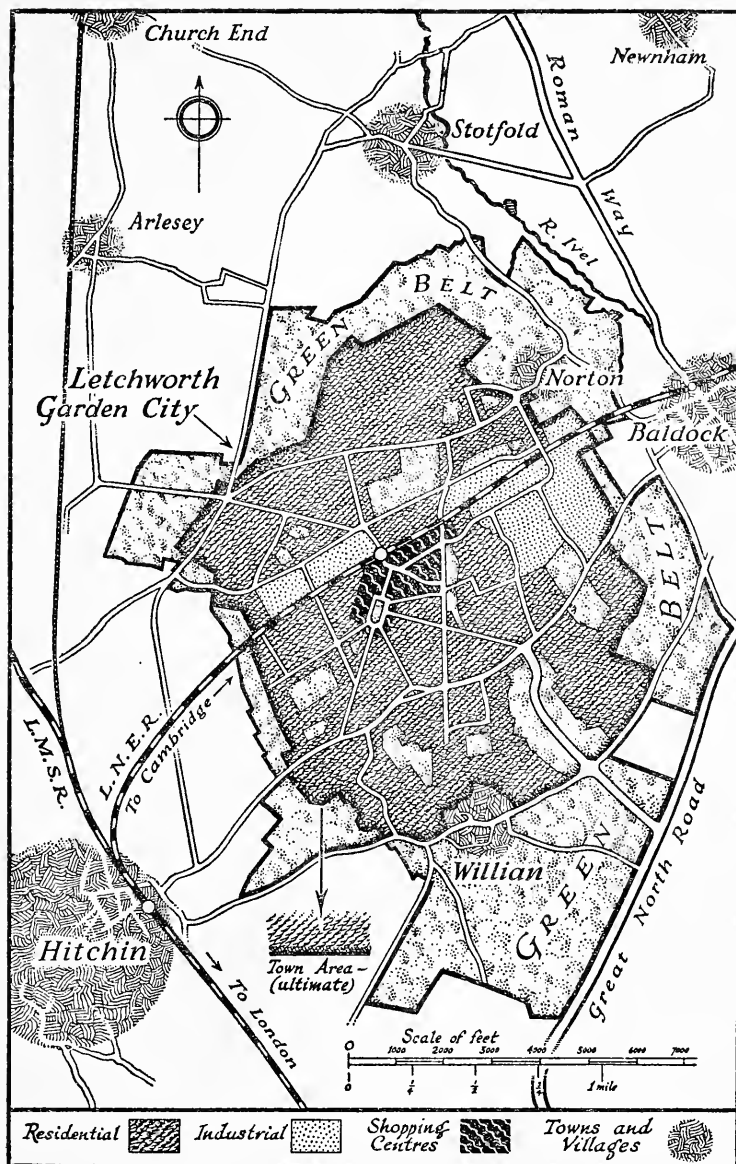 Church End
Newnham
Roman Way
Stotfold
Arlesey
R. Ivel
GREEN BELT
Letchworth
Garden City
Norton
Baldock
BELT
L.M.S.R.
L.N.E.R.
To Cambridge
Willian
GREEN
Great North Road
Hitchin
Town Area -
(ultimate)
To London
Scale of feet
0 1000 2000 3000 4000 5000 6000 7000
0 1/4 1/2 3/4 1 mile
Residential Industrial Shopping Centres Towns and Villages